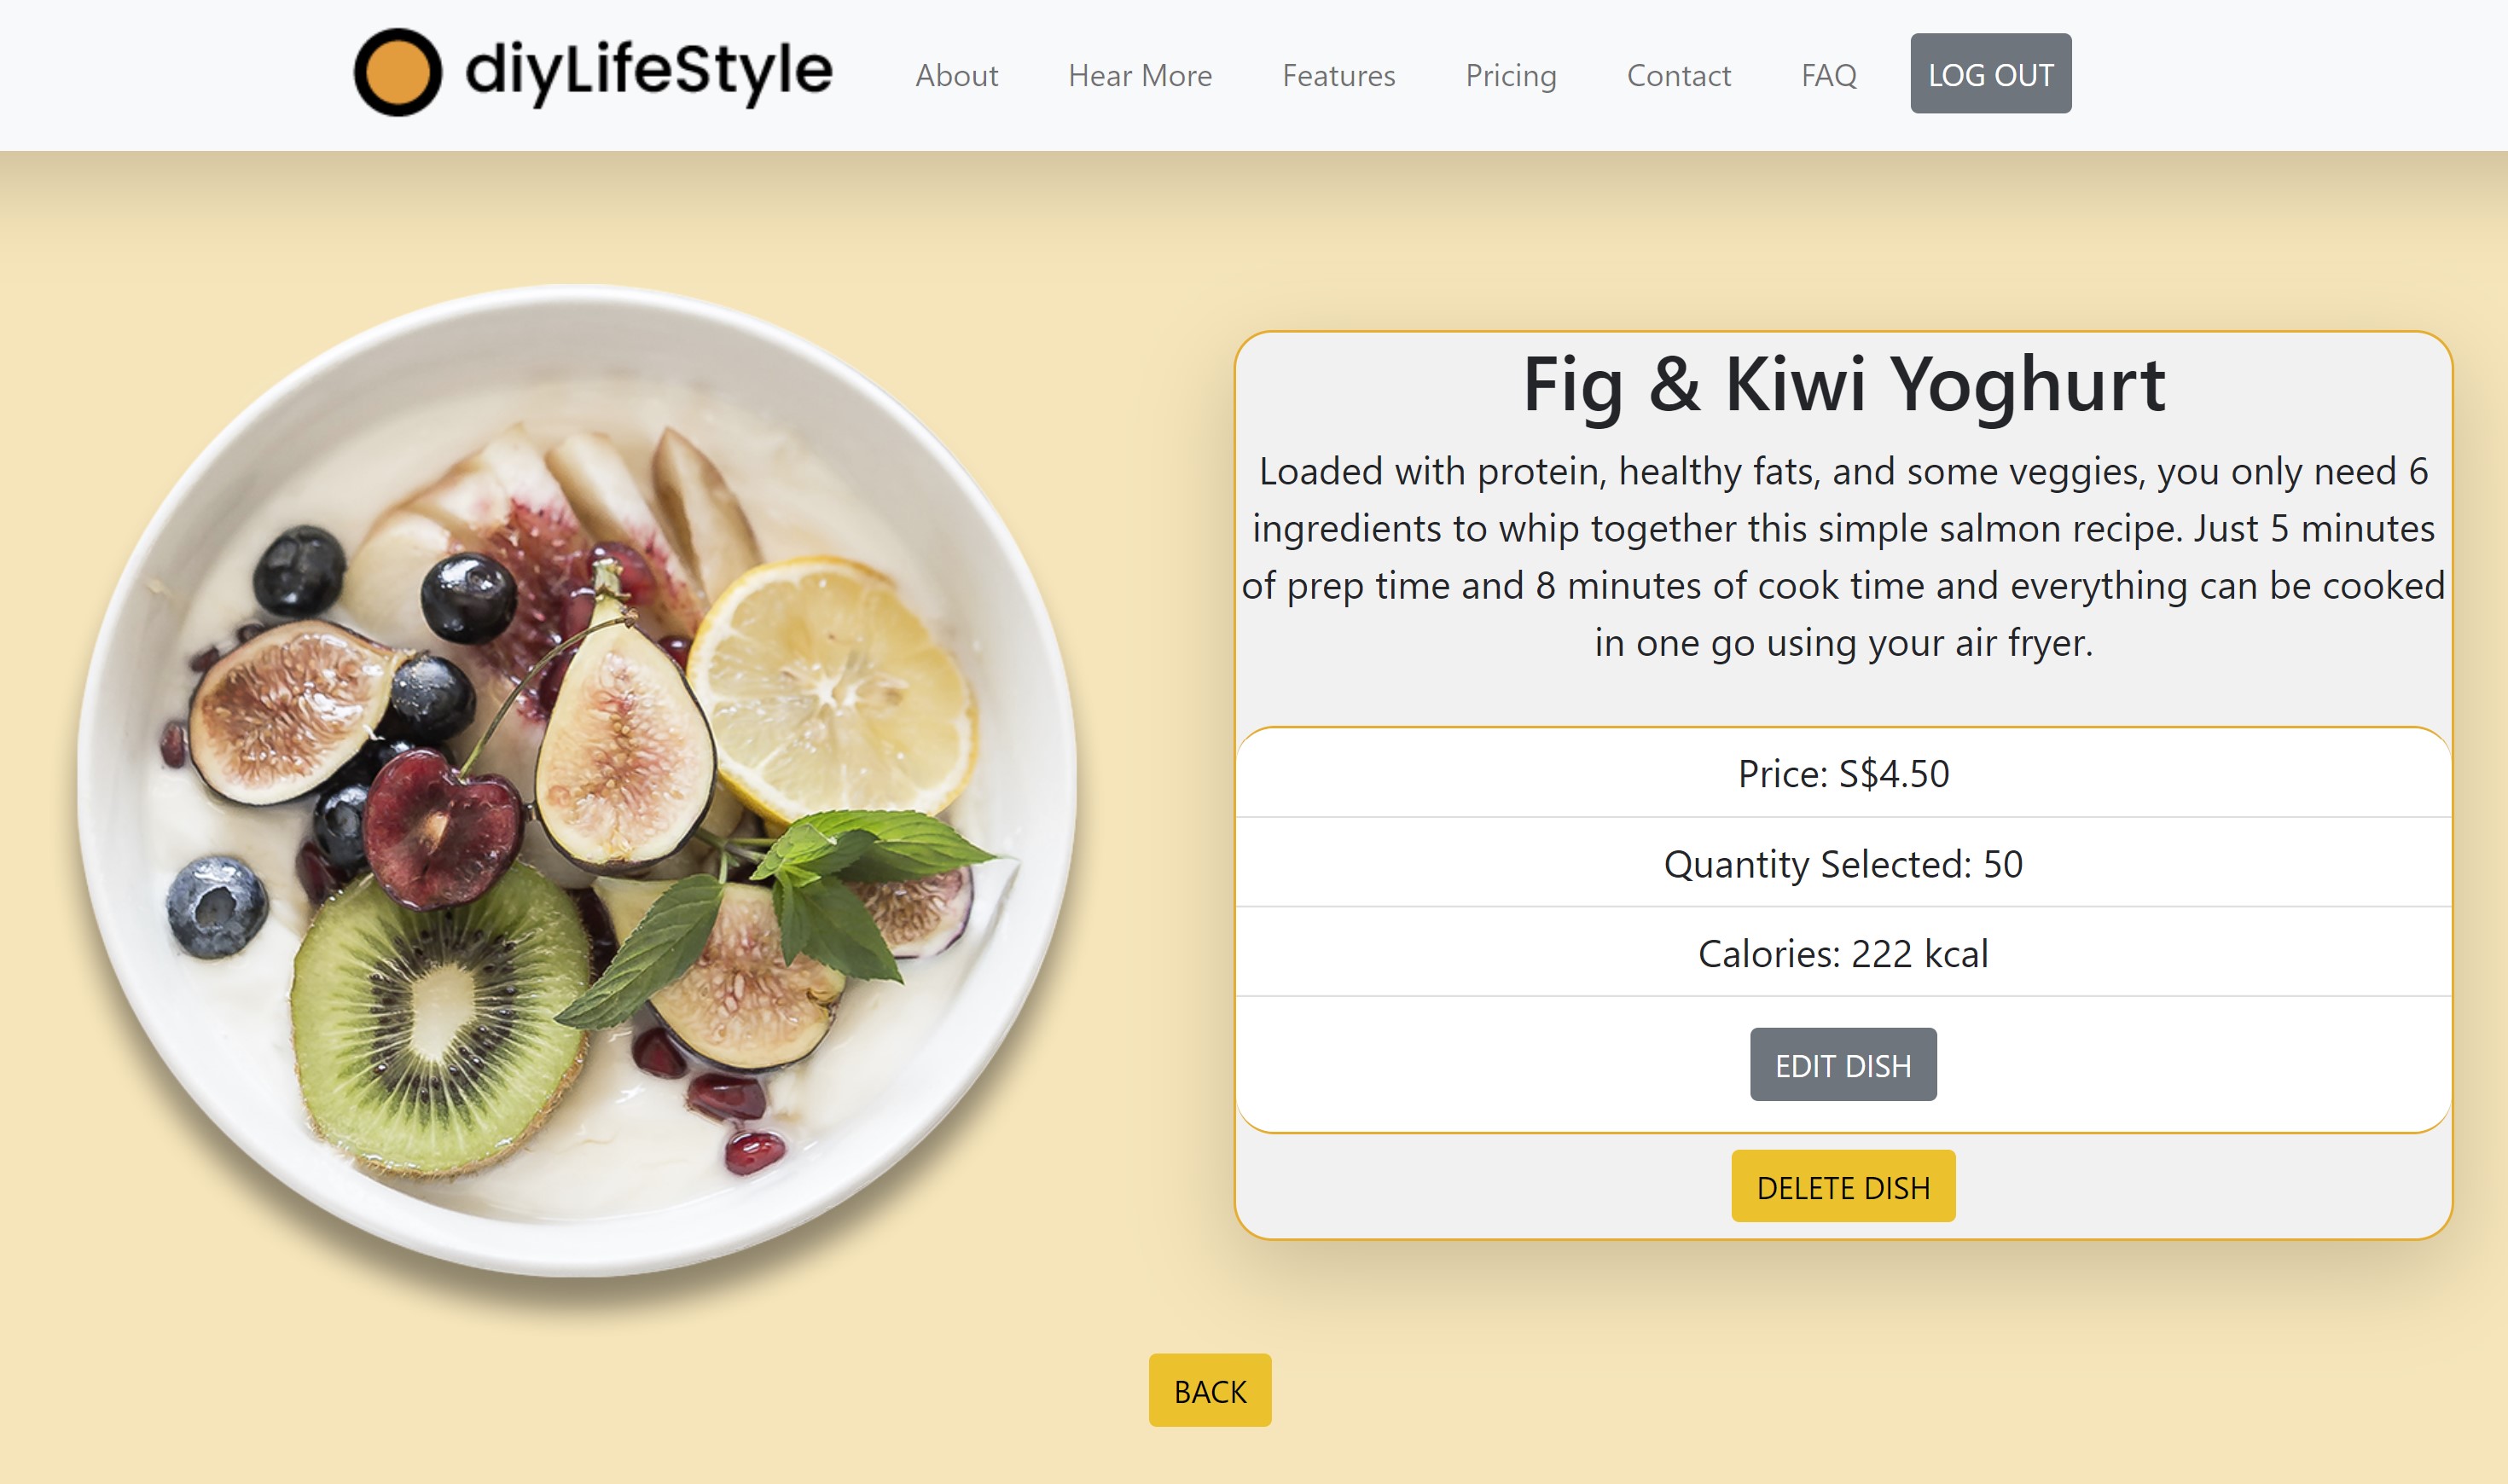 diyLifeStyle
About Hear More Features Pricing Contact FAQ LOG OUT
Fig & Kiwi Yoghurt
Loaded with protein, healthy fats, and some veggies, you only need 6
ingredients to whip together this simple salmon recipe. Just 5 minutes
of prep time and 8 minutes of cook time and everything can be cooked
in one go using your air fryer.
Price: S$4.50
Quantity Selected: 50
Calories: 222 kcal
EDIT DISH
DELETE DISH
BACK